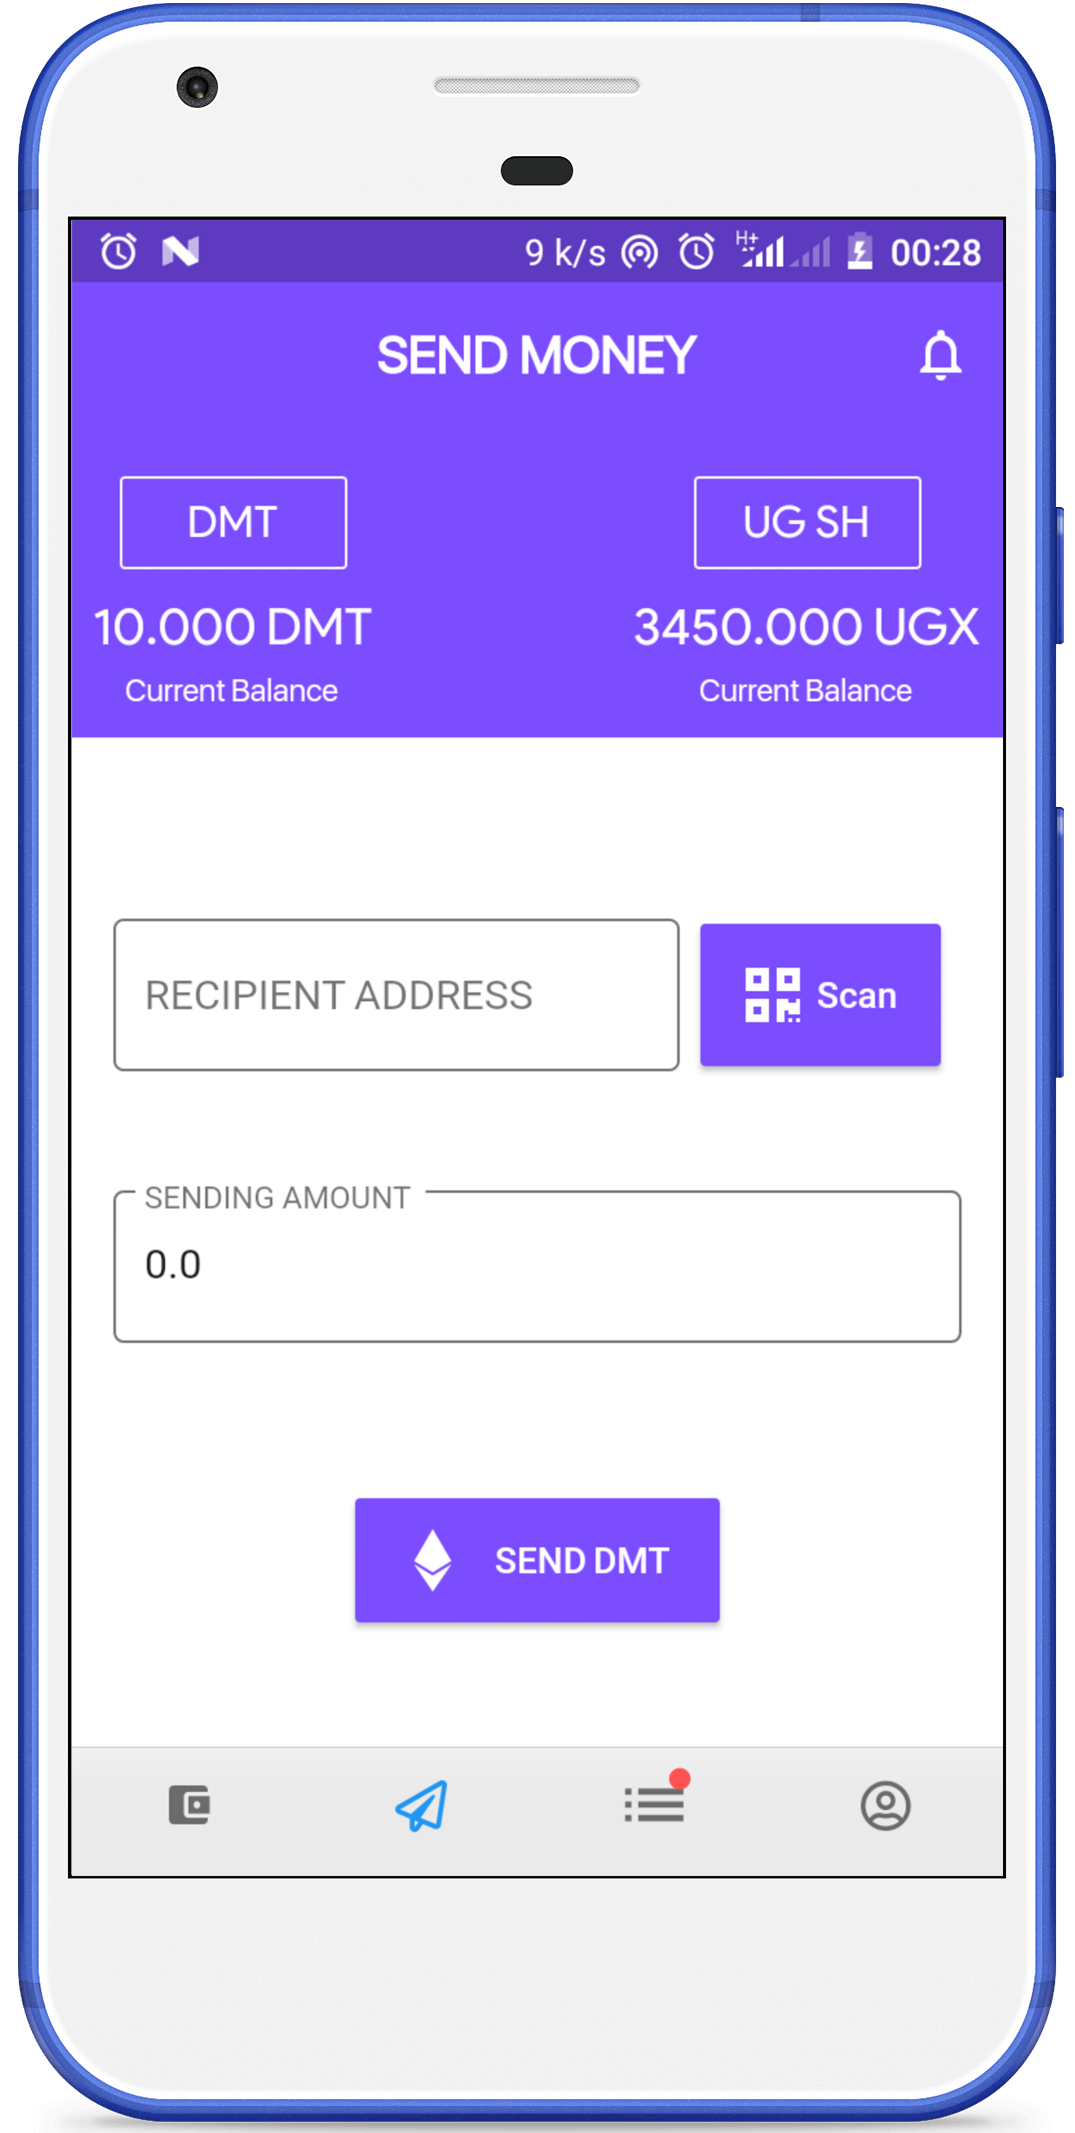 9 k/s H+ 00:28
SEND MONEY
DMT UG SH
10.000 DMT 3450.000 UGX
Current Balance Current Balance
RECIPIENT ADDRESS Scan
SENDING AMOUNT
0.0
SEND DMT